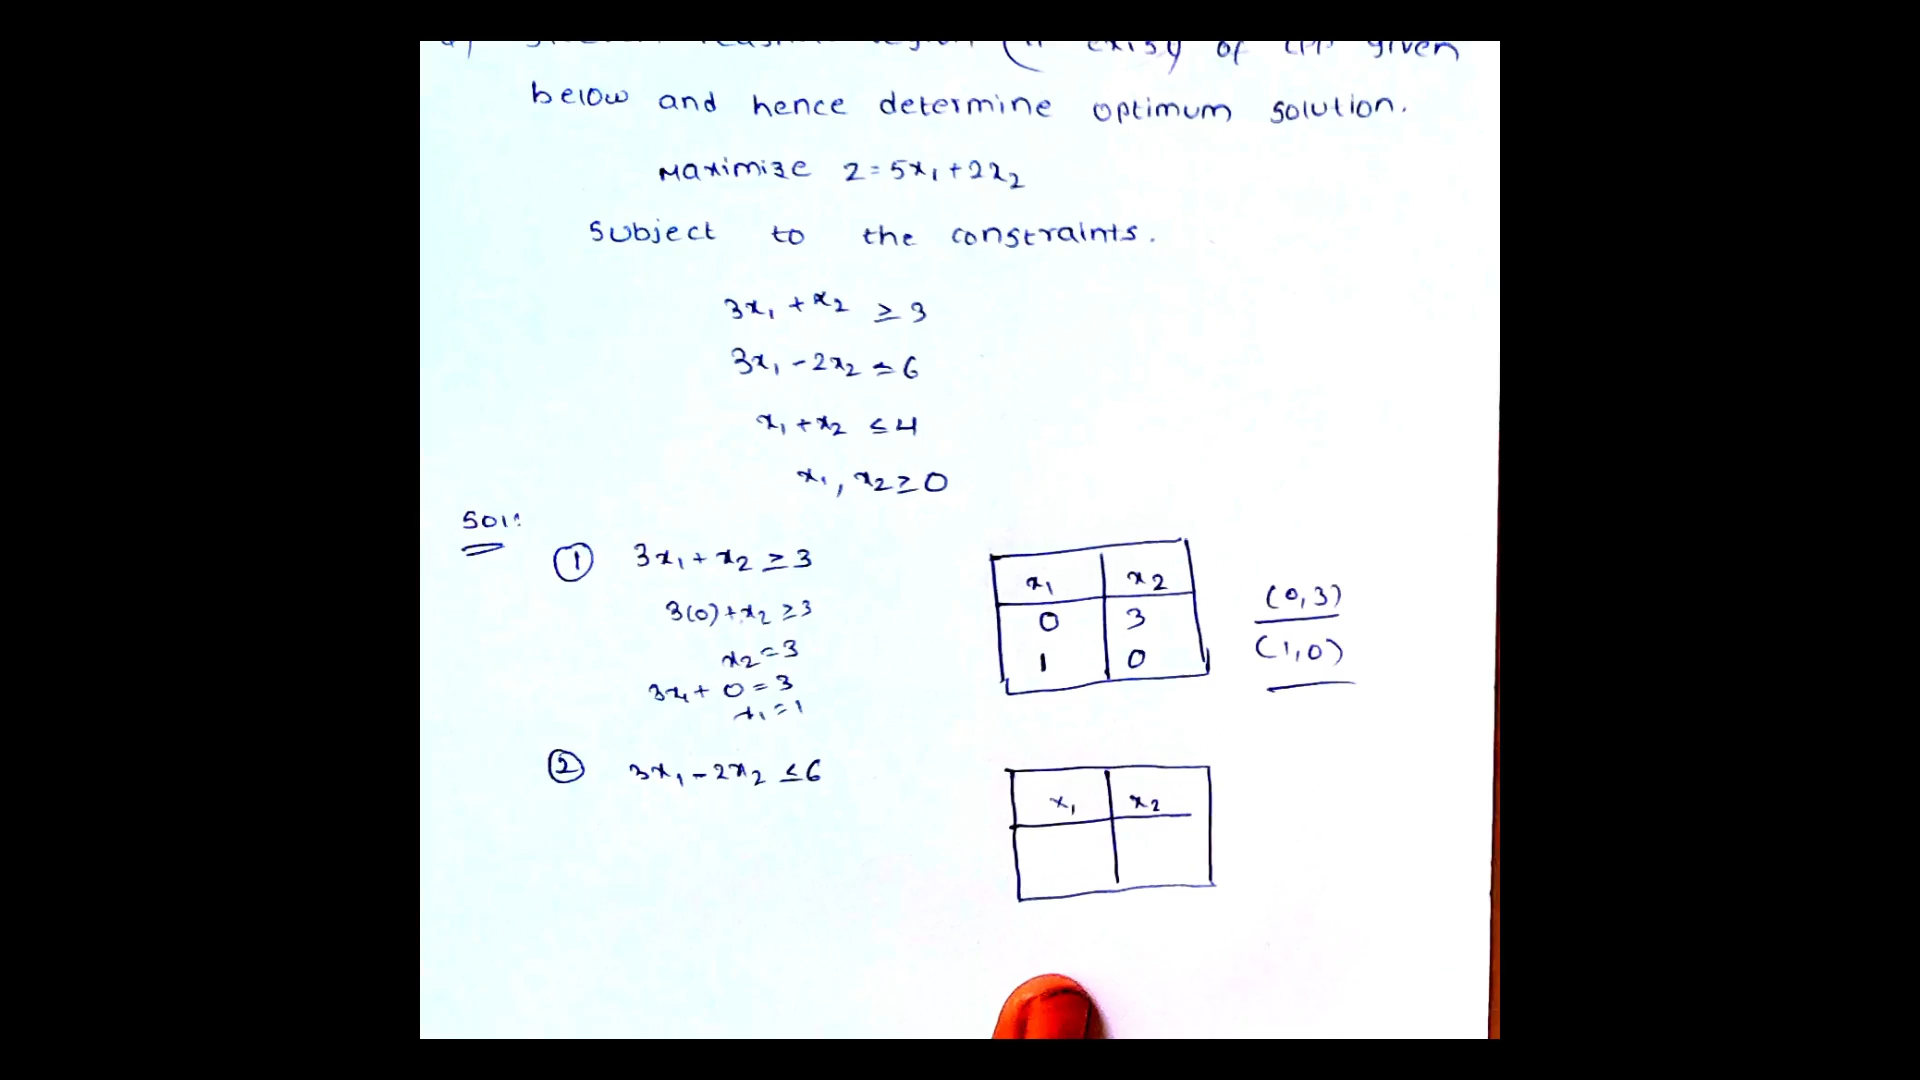 of LPP given
below and hence determine optimum solution.
Maximize Z=5x₁+2x₂
Subject to the constraints.
3x₁ + x₂ ≥ 3
3x₁ - 2x₂ ≤ 6
x₁ + x₂ ≤ 4
x₁, x₂ ≥ 0
Sol:
① 3x₁ + x₂ ≥ 3
3(0) + x₂ ≥ 3
x₂ = 3
3x₁ + 0 = 3
x₁ = 1
x₁ x₂
0 3
1 0
(0,3)
(1,0)
② 3x₁ - 2x₂ ≤ 6
x₁ x₂